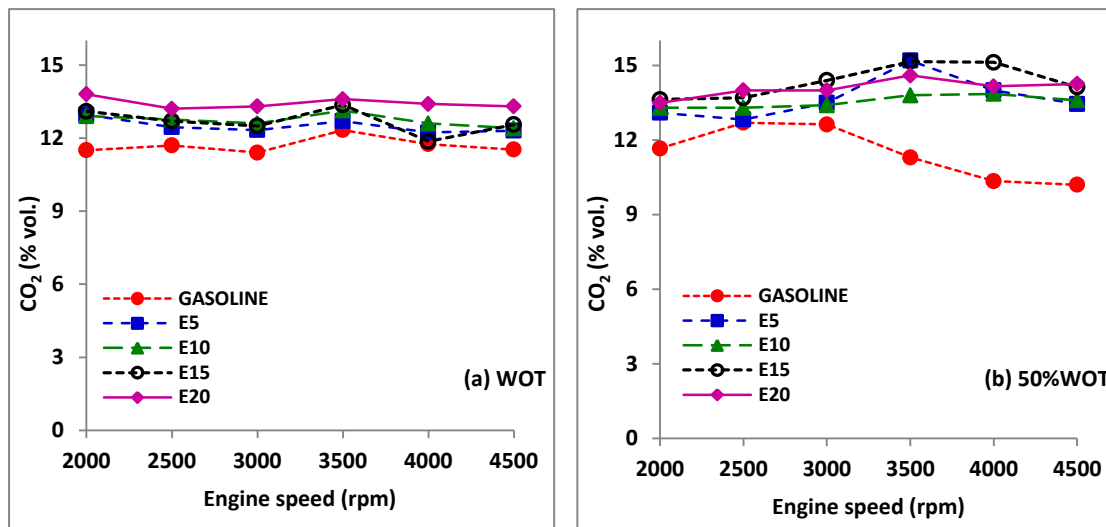 15
12
9
6
3
0
CO2 (% vol.)
GASOLINE
E5
E10
E15
E20
(a) WOT
2000 2500 3000 3500 4000 4500
Engine speed (rpm)
15
12
9
6
3
0
CO2 (% vol.)
GASOLINE
E5
E10
E15
E20
(b) 50%WOT
2000 2500 3000 3500 4000 4500
Engine speed (rpm)